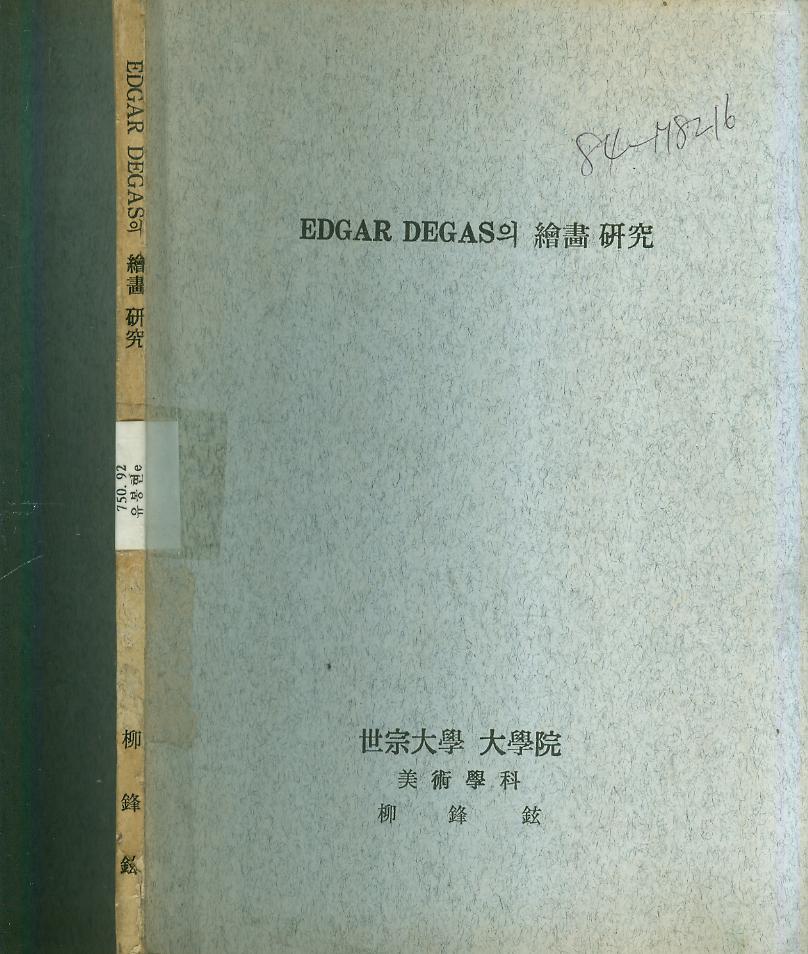 EDGAR DEGAS의 繪畵 研究
750.92
유봉현e
柳鋒鉉
84-M8216
EDGAR DEGAS의 繪畵 研究
世宗大學 大學院
美術學科
柳鋒鉉